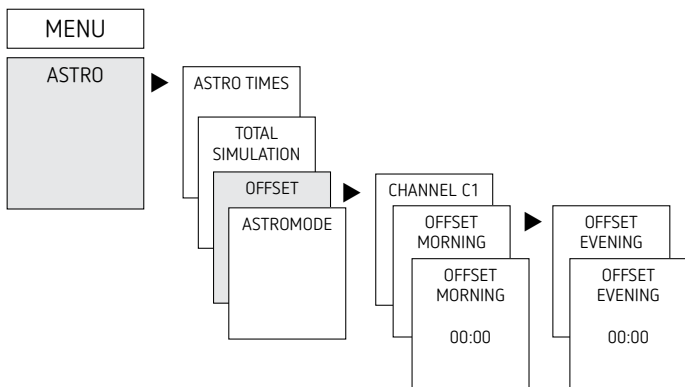 MENU
ASTRO
ASTRO TIMES
TOTAL
SIMULATION
OFFSET
ASTROMODE
CHANNEL C1
OFFSET
MORNING
OFFSET
MORNING
00:00
OFFSET
EVENING
OFFSET
EVENING
00:00